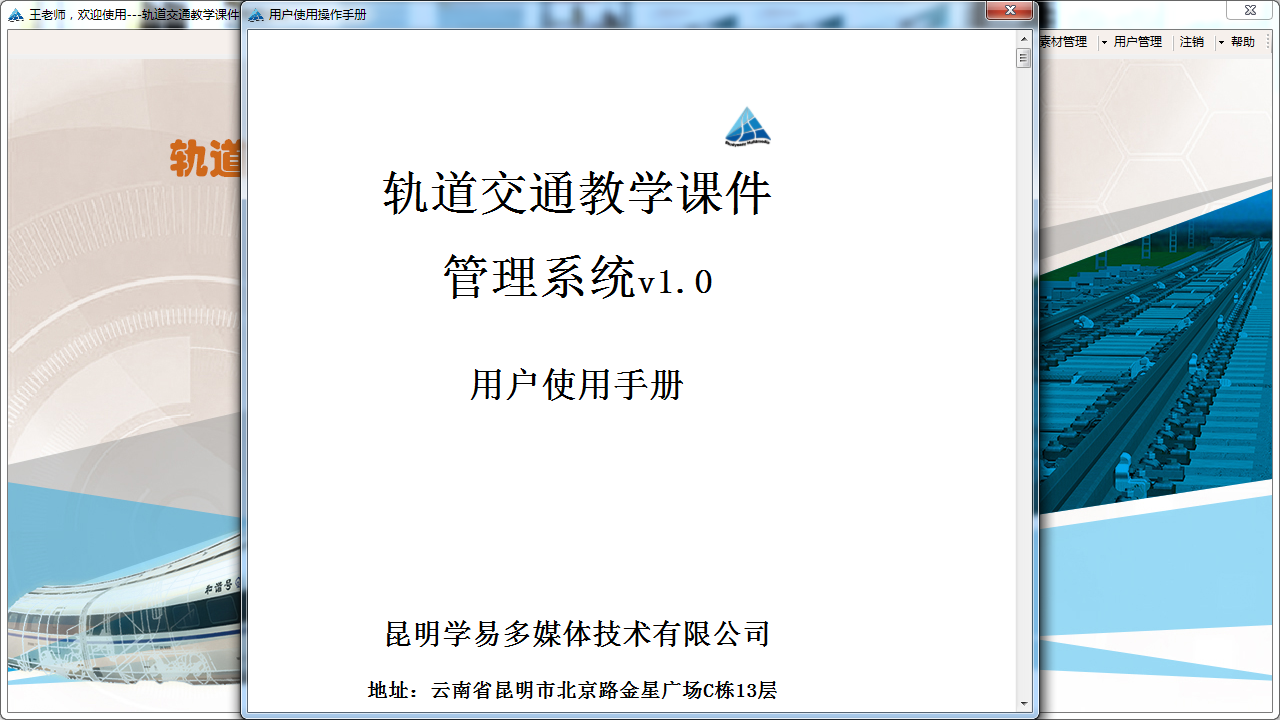 王老师，欢迎使用---轨道交通教学课件
用户使用操作手册
素材管理
用户管理
注销
帮助
轨道
轨道交通教学课件
管理系统v1.0
用户使用手册
和谐号
昆明学易多媒体技术有限公司
地址：云南省昆明市北京路金星广场C栋13层